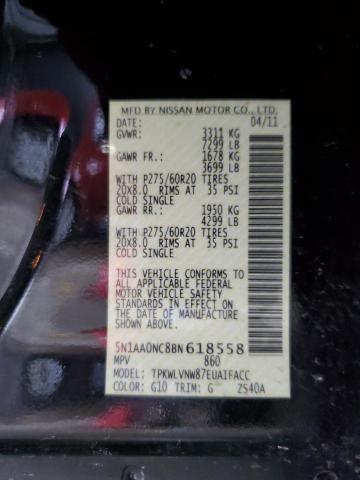 MFD BY NISSAN MOTOR CO., LTD.
DATE: 04/11
GVWR: 3311 KG
7299 LB
GAWR FR.: 1678 KG
3699 LB
WITH P275/60R20 TIRES
20X8.0 RIMS AT 35 PSI
COLD SINGLE
GAWR RR.: 1950 KG
4299 LB
WITH P275/60R20 TIRES
20X8.0 RIMS AT 35 PSI
COLD SINGLE
THIS VEHICLE CONFORMS TO
ALL APPLICABLE FEDERAL
MOTOR VEHICLE SAFETY
STANDARDS IN EFFECT ON
THE DATE OF MANUFACTURE
SHOWN ABOVE.
5N1AA0NC8BN618558
MPV 860
MODEL: TPKWLVNW87EUAIFACC
COLOR: G10 TRIM: G ZS40A